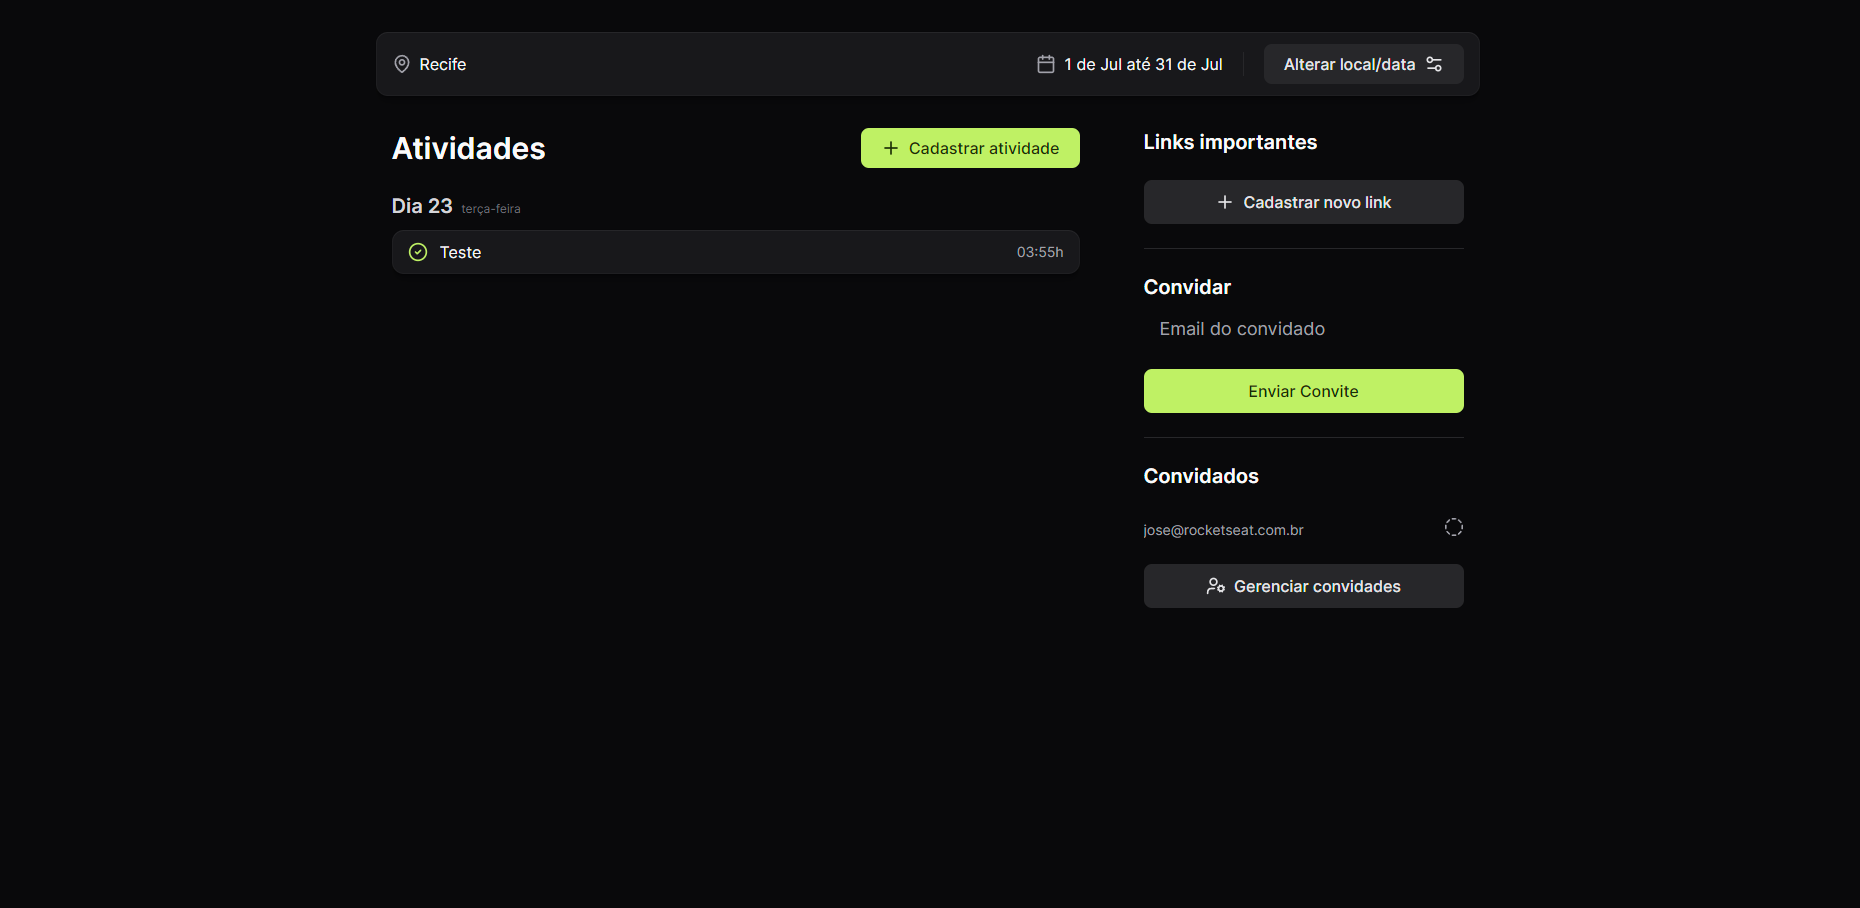 Recife
1 de Jul até 31 de Jul
Alterar local/data
Atividades
Cadastrar atividade
Dia 23 terça-feira
Teste
03:55h
Links importantes
Cadastrar novo link
Convidar
Email do convidado
Enviar Convite
Convidados
jose@rocketseat.com.br
Gerenciar convidades